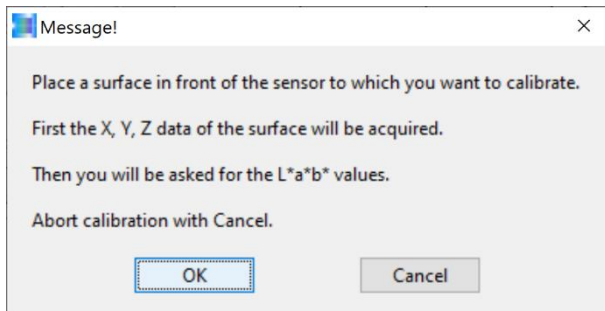 Message!
Place a surface in front of the sensor to which you want to calibrate.
First the X, Y, Z data of the surface will be acquired.
Then you will be asked for the L*a*b* values.
Abort calibration with Cancel.
OK Cancel